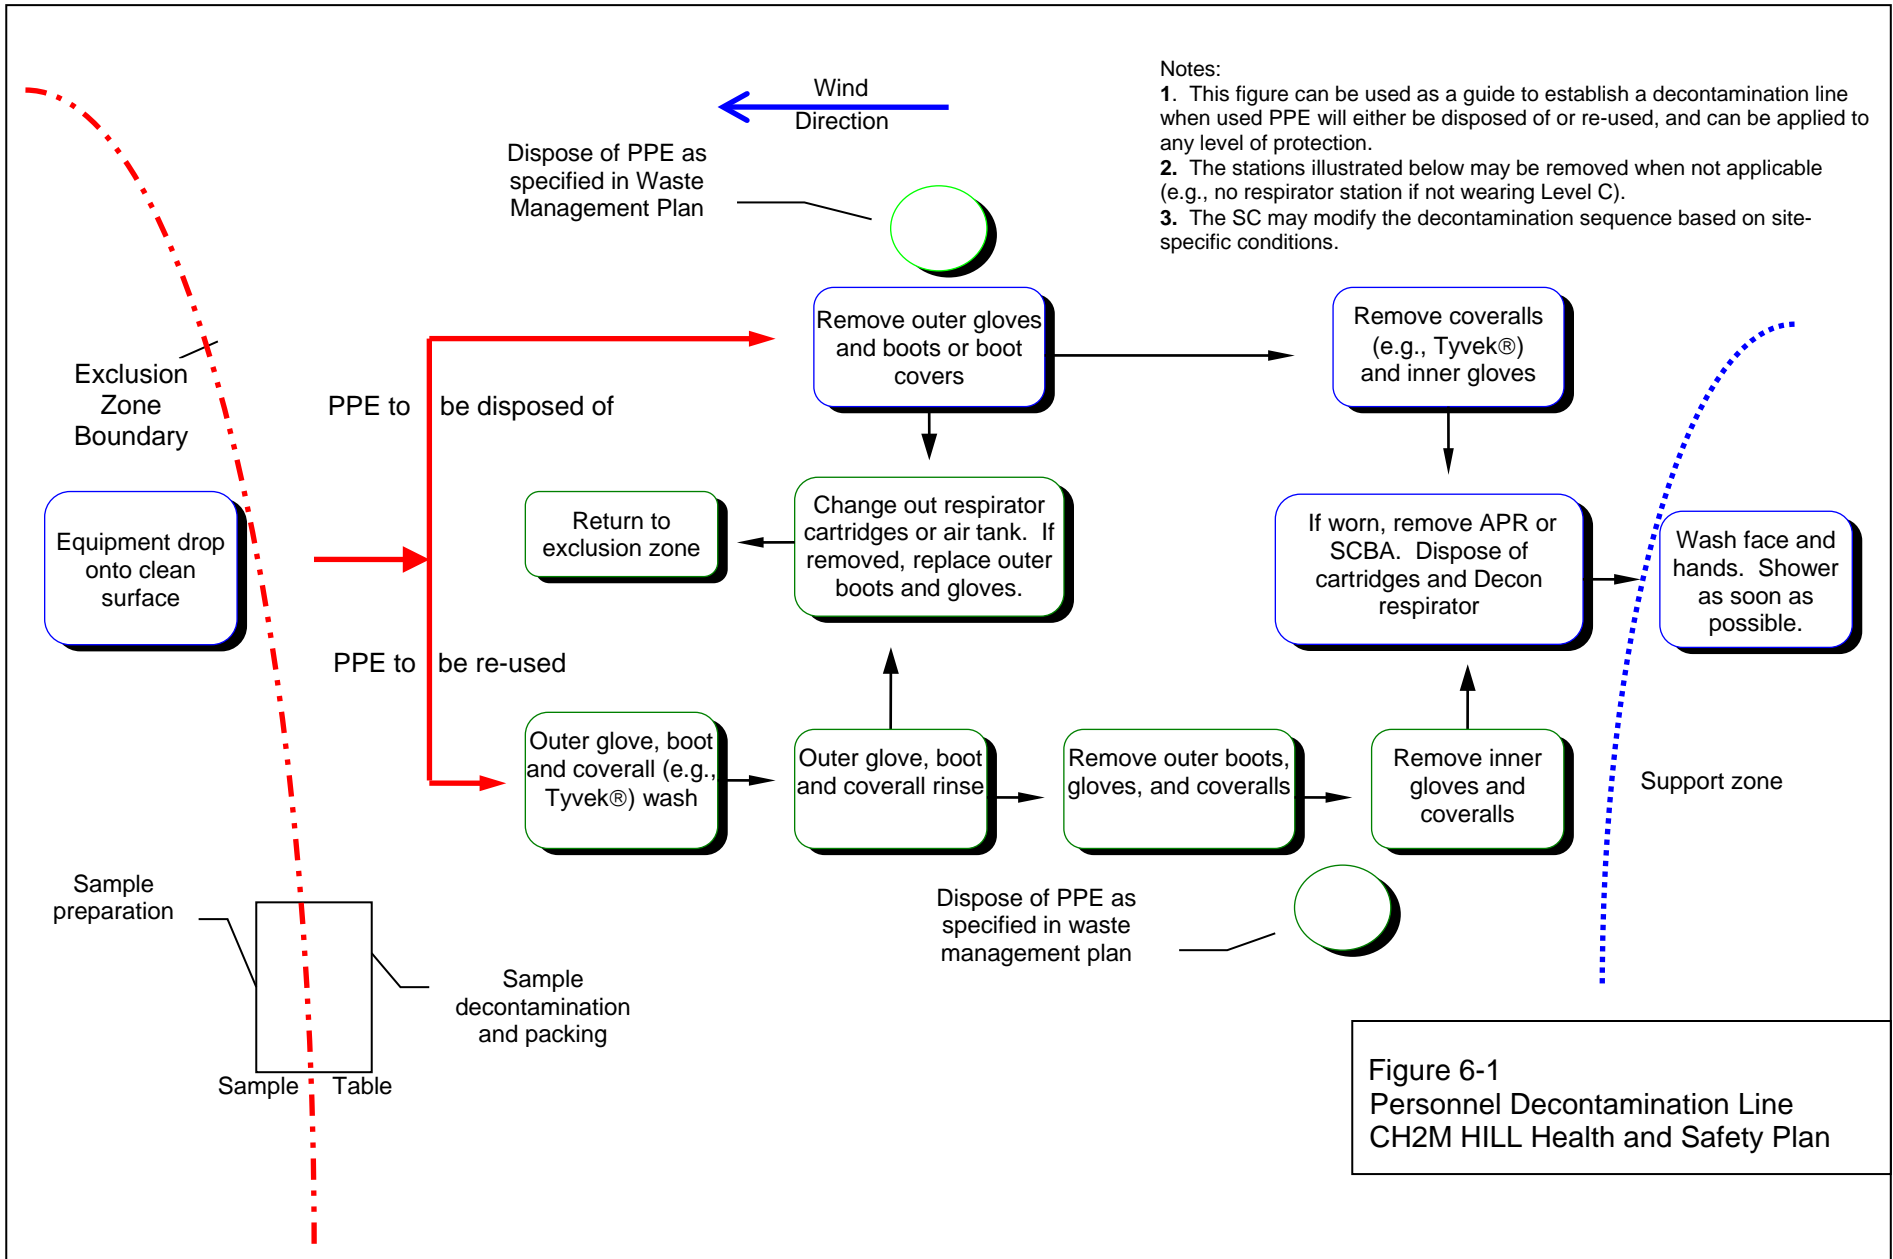 Wind
Direction
Notes:
1. This figure can be used as a guide to establish a decontamination line
when used PPE will either be disposed of or re-used, and can be applied to
any level of protection.
2. The stations illustrated below may be removed when not applicable
(e.g., no respirator station if not wearing Level C).
3. The SC may modify the decontamination sequence based on site-
specific conditions.
Dispose of PPE as
specified in Waste
Management Plan
Exclusion
Zone
Boundary
Remove outer gloves
and boots or boot
covers
Remove coveralls
(e.g., Tyvek®)
and inner gloves
PPE to be disposed of
Equipment drop
onto clean
surface
Return to
exclusion zone
Change out respirator
cartridges or air tank. If
removed, replace outer
boots and gloves.
If worn, remove APR or
SCBA. Dispose of
cartridges and Decon
respirator
Wash face and
hands. Shower
as soon as
possible.
PPE to be re-used
Outer glove, boot
and coverall (e.g.,
Tyvek®) wash
Outer glove, boot
and coverall rinse
Remove outer boots,
gloves, and coveralls
Remove inner
gloves and
coveralls
Support zone
Sample
preparation
Dispose of PPE as
specified in waste
management plan
Sample
decontamination
and packing
Sample Table
Figure 6-1
Personnel Decontamination Line
CH2M HILL Health and Safety Plan